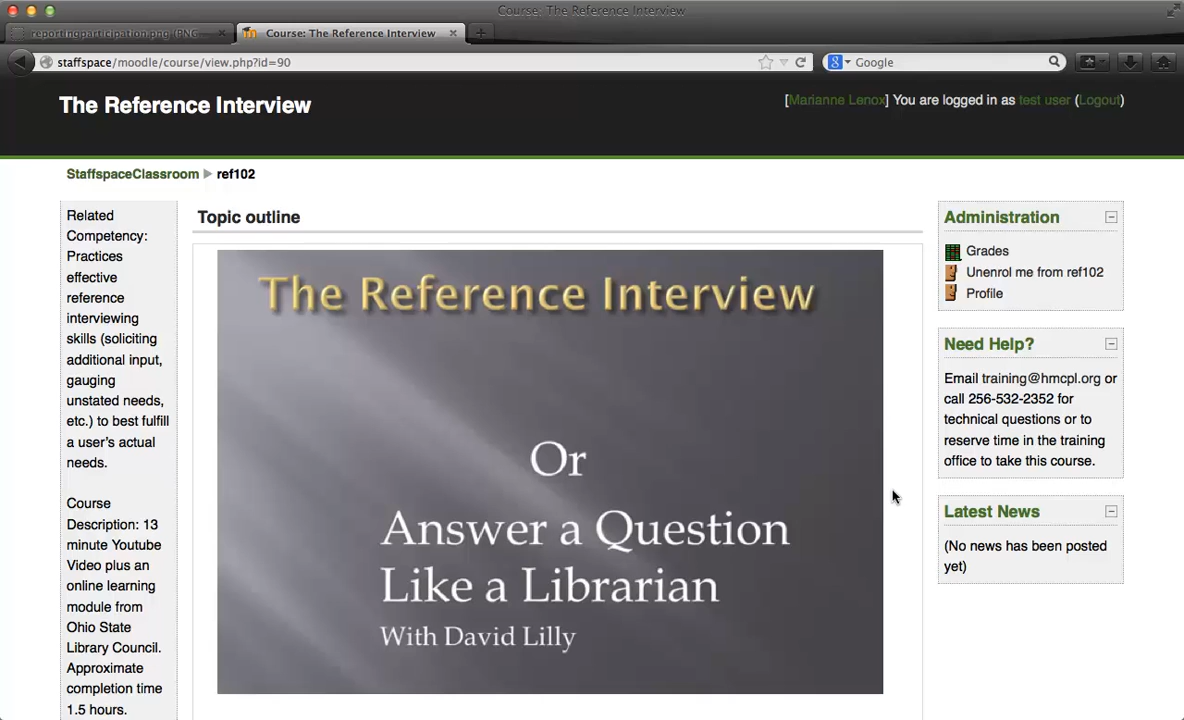 Course: The Reference Interview
reportingparticipation.png (PNG
Course: The Reference Interview
staffspace/moodle/course/view.php?id=90
Google
The Reference Interview
[Marianne Lenox] You are logged in as test user (Logout)
StaffspaceClassroom ▶ ref102
Related
Competency:
Practices
effective
reference
interviewing
skills (soliciting
additional input,
gauging
unstated needs,
etc.) to best fulfill
a user's actual
needs.
Course
Description: 13
minute Youtube
Video plus an
online learning
module from
Ohio State
Library Council.
Approximate
completion time
1.5 hours.
Topic outline
The Reference Interview
Or
Answer a Question
Like a Librarian
With David Lilly
Administration
Grades
Unenrol me from ref102
Profile
Need Help?
Email training@hmcpl.org or
call 256-532-2352 for
technical questions or to
reserve time in the training
office to take this course.
Latest News
(No news has been posted
yet)